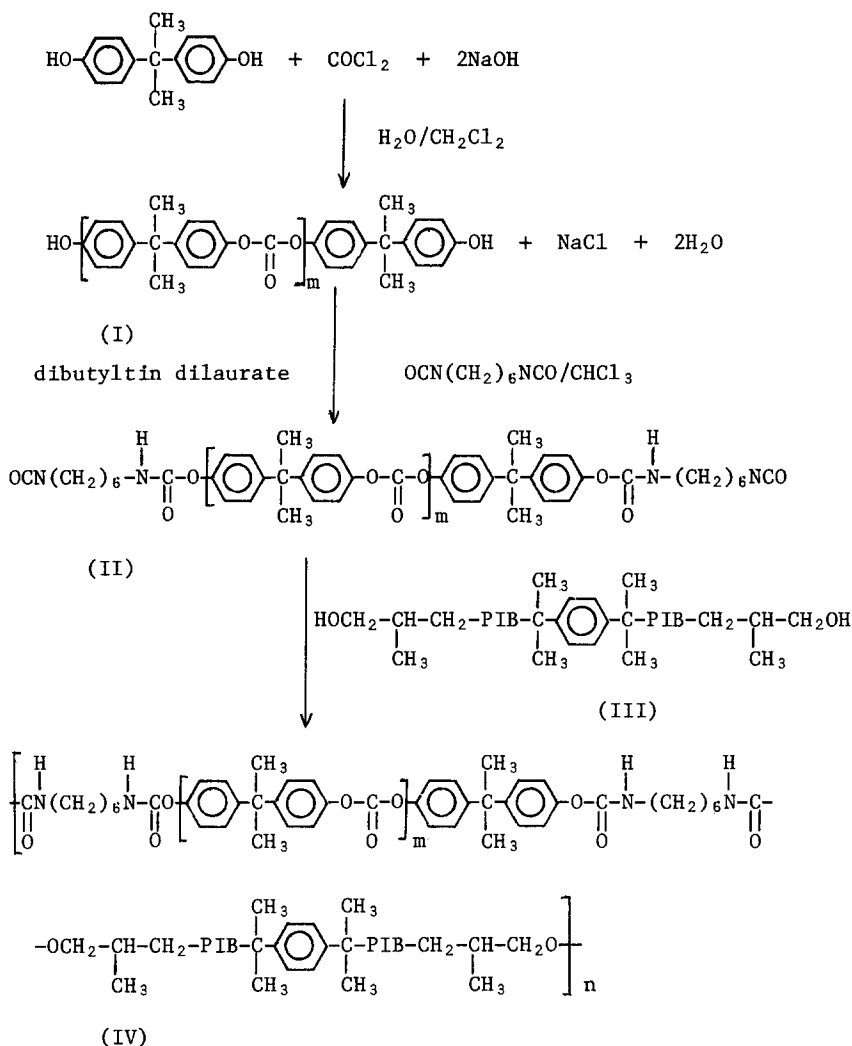 CH3 CH3
HO C OH + COCl2 + 2NaOH
CH3
H2O/CH2Cl2
CH3 CH3
HO C O-C-O C OH + NaCl + 2H2O
CH3 O m CH3
(I)
dibutyltin dilaurate OCN(CH2)6NCO/CHCl3
H CH3 CH3 H
OCN(CH2)6-N-C-O C O-C-O C O-C-N-(CH2)6NCO
O CH3 O m CH3 O
(II)
CH3 CH3
HOCH2-CH-CH2-PIB-C C-PIB-CH2-CH-CH2OH
CH3 CH3 CH3 CH3
(III)
H H CH3 CH3 H H
CN(CH2)6N-CO C O-C-O C O-C-N-(CH2)6N-C-
O O CH3 O m CH3 O O
CH3 CH3
-OCH2-CH-CH2-PIB-C C-PIB-CH2-CH-CH2O-
CH3 CH3 CH3 CH3 n
(IV)